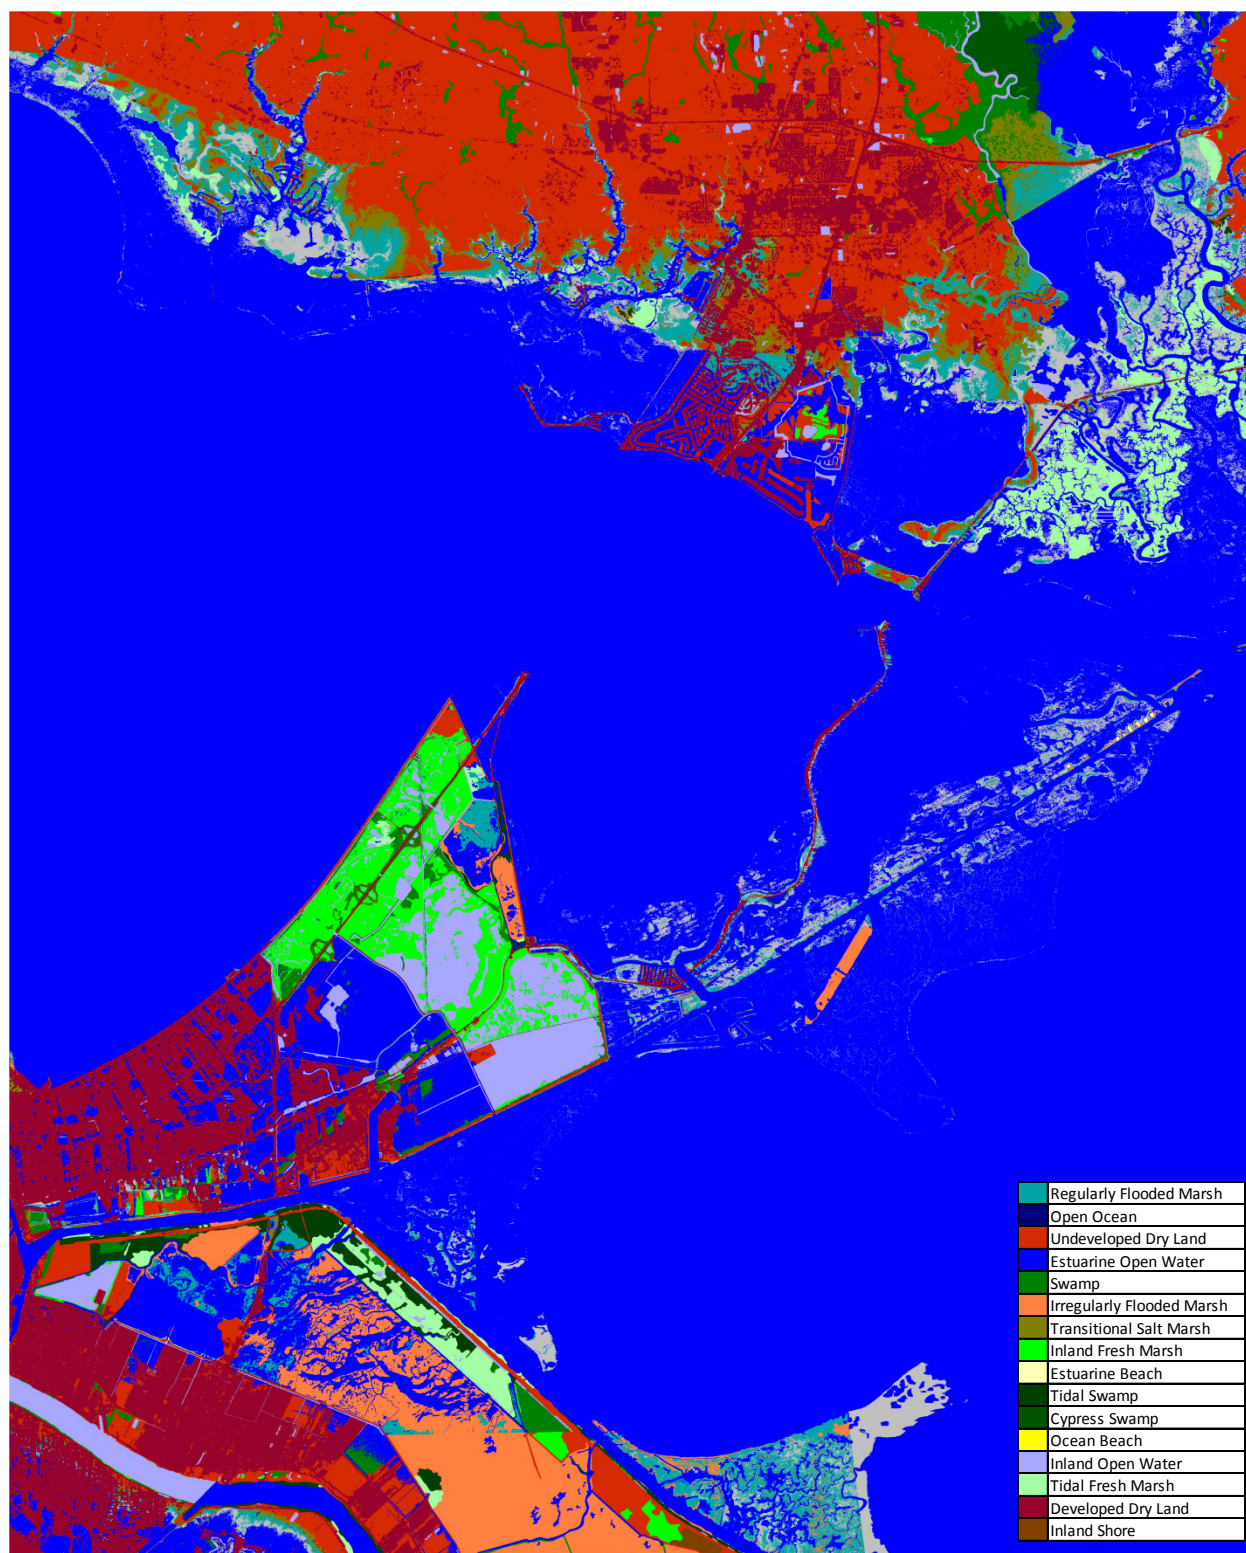 Regularly Flooded Marsh
Open Ocean
Undeveloped Dry Land
Estuarine Open Water
Swamp
Irregularly Flooded Marsh
Transitional Salt Marsh
Inland Fresh Marsh
Estuarine Beach
Tidal Swamp
Cypress Swamp
Ocean Beach
Inland Open Water
Tidal Fresh Marsh
Developed Dry Land
Inland Shore